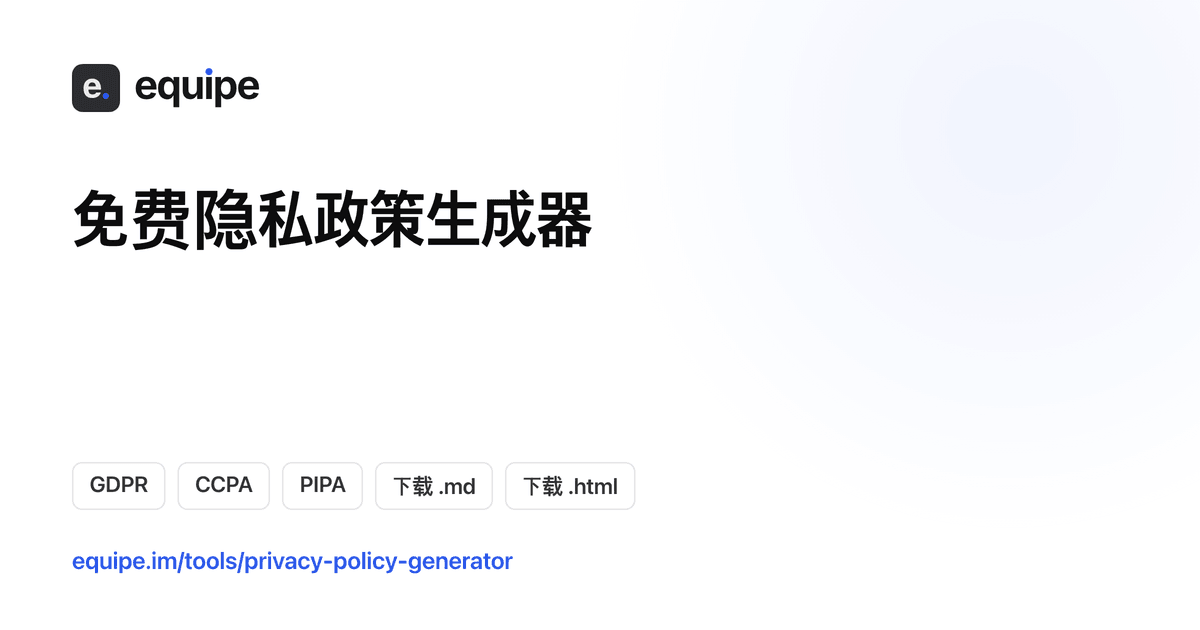 e. equipe
免费隐私政策生成器
GDPR CCPA PIPA 下载 .md 下载 .html
equipe.im/tools/privacy-policy-generator